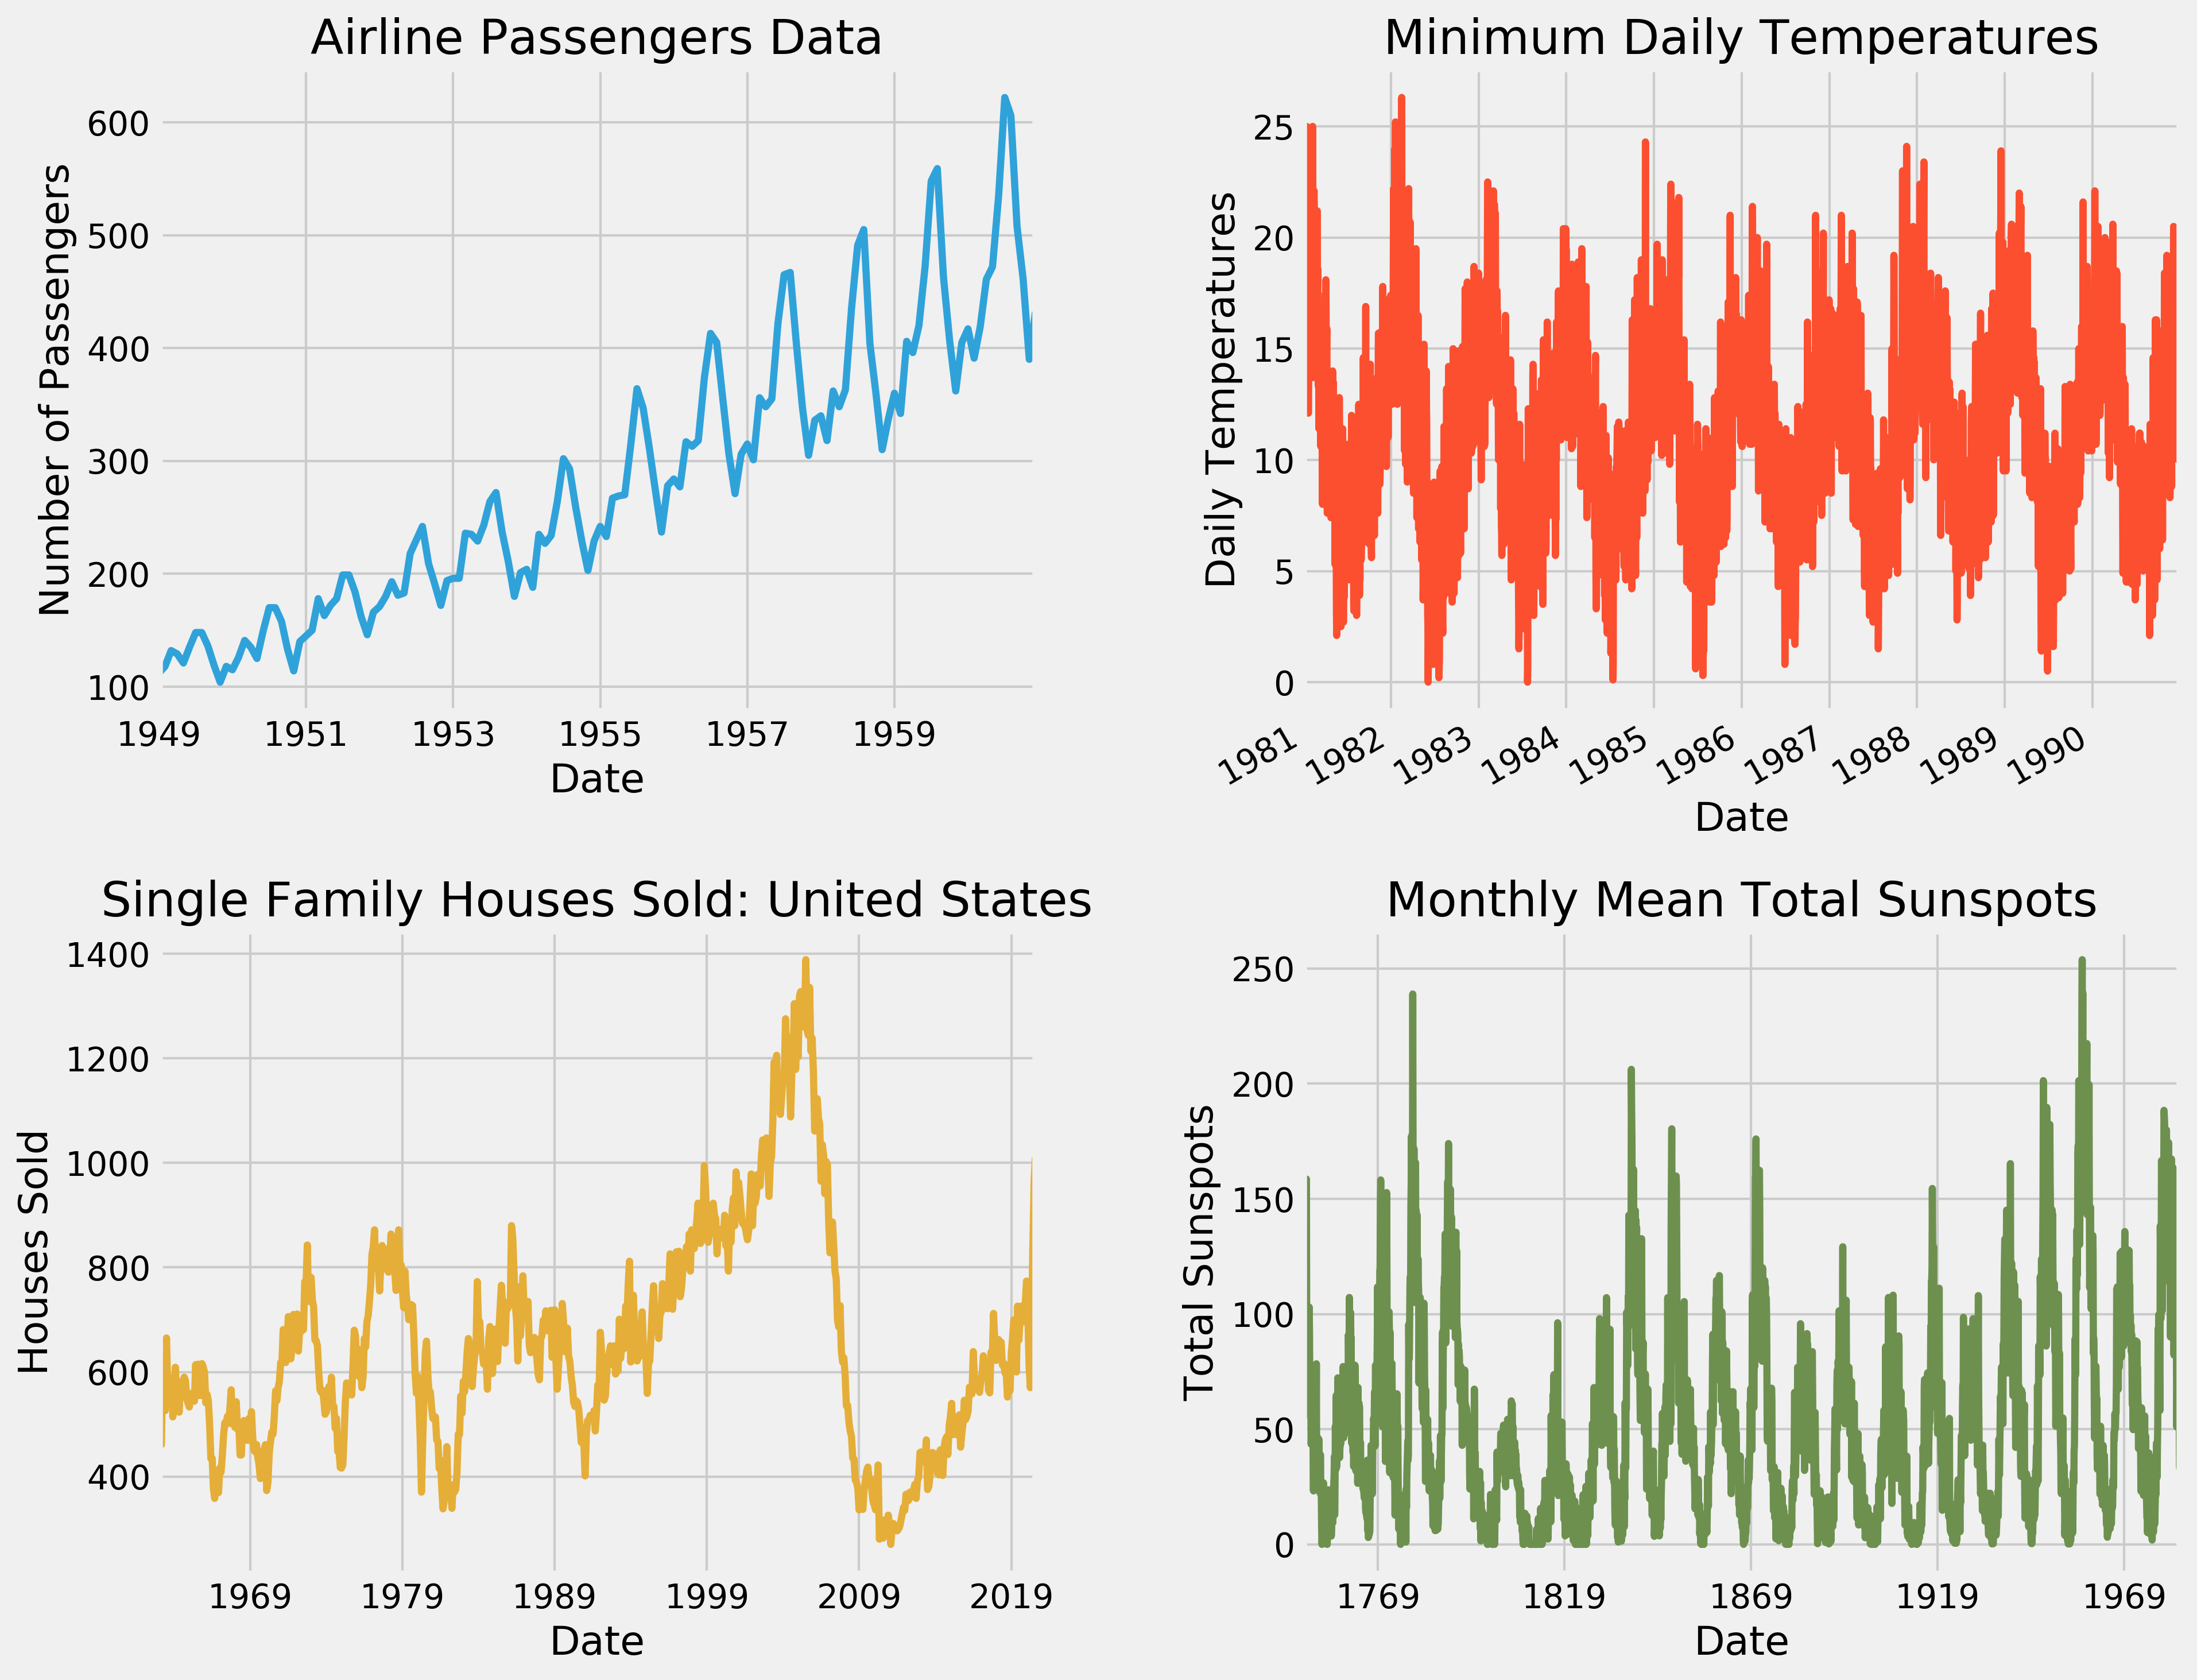 Airline Passengers Data
600
500
400
300
200
100
Number of Passengers
1949 1951 1953 1955 1957 1959
Date
Minimum Daily Temperatures
25
20
15
10
5
0
Daily Temperatures
1981 1982 1983 1984 1985 1986 1987 1988 1989 1990
Date
Single Family Houses Sold: United States
1400
1200
1000
800
600
400
Houses Sold
1969 1979 1989 1999 2009 2019
Date
Monthly Mean Total Sunspots
250
200
150
100
50
0
Total Sunspots
1769 1819 1869 1919 1969
Date